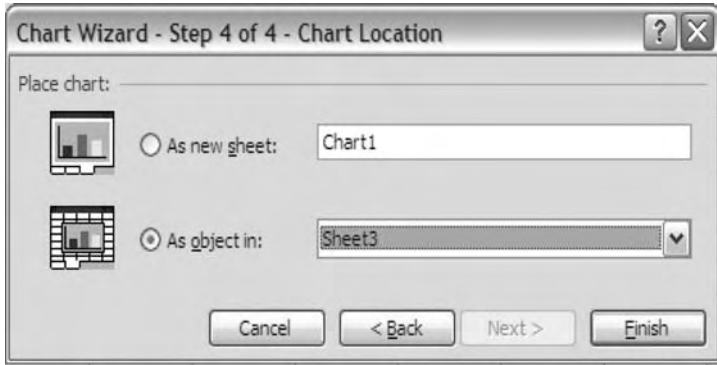 Chart Wizard - Step 4 of 4 - Chart Location
?
Place chart:
As new sheet: Chart1
As object in: Sheet3
Cancel < Back Next > Finish